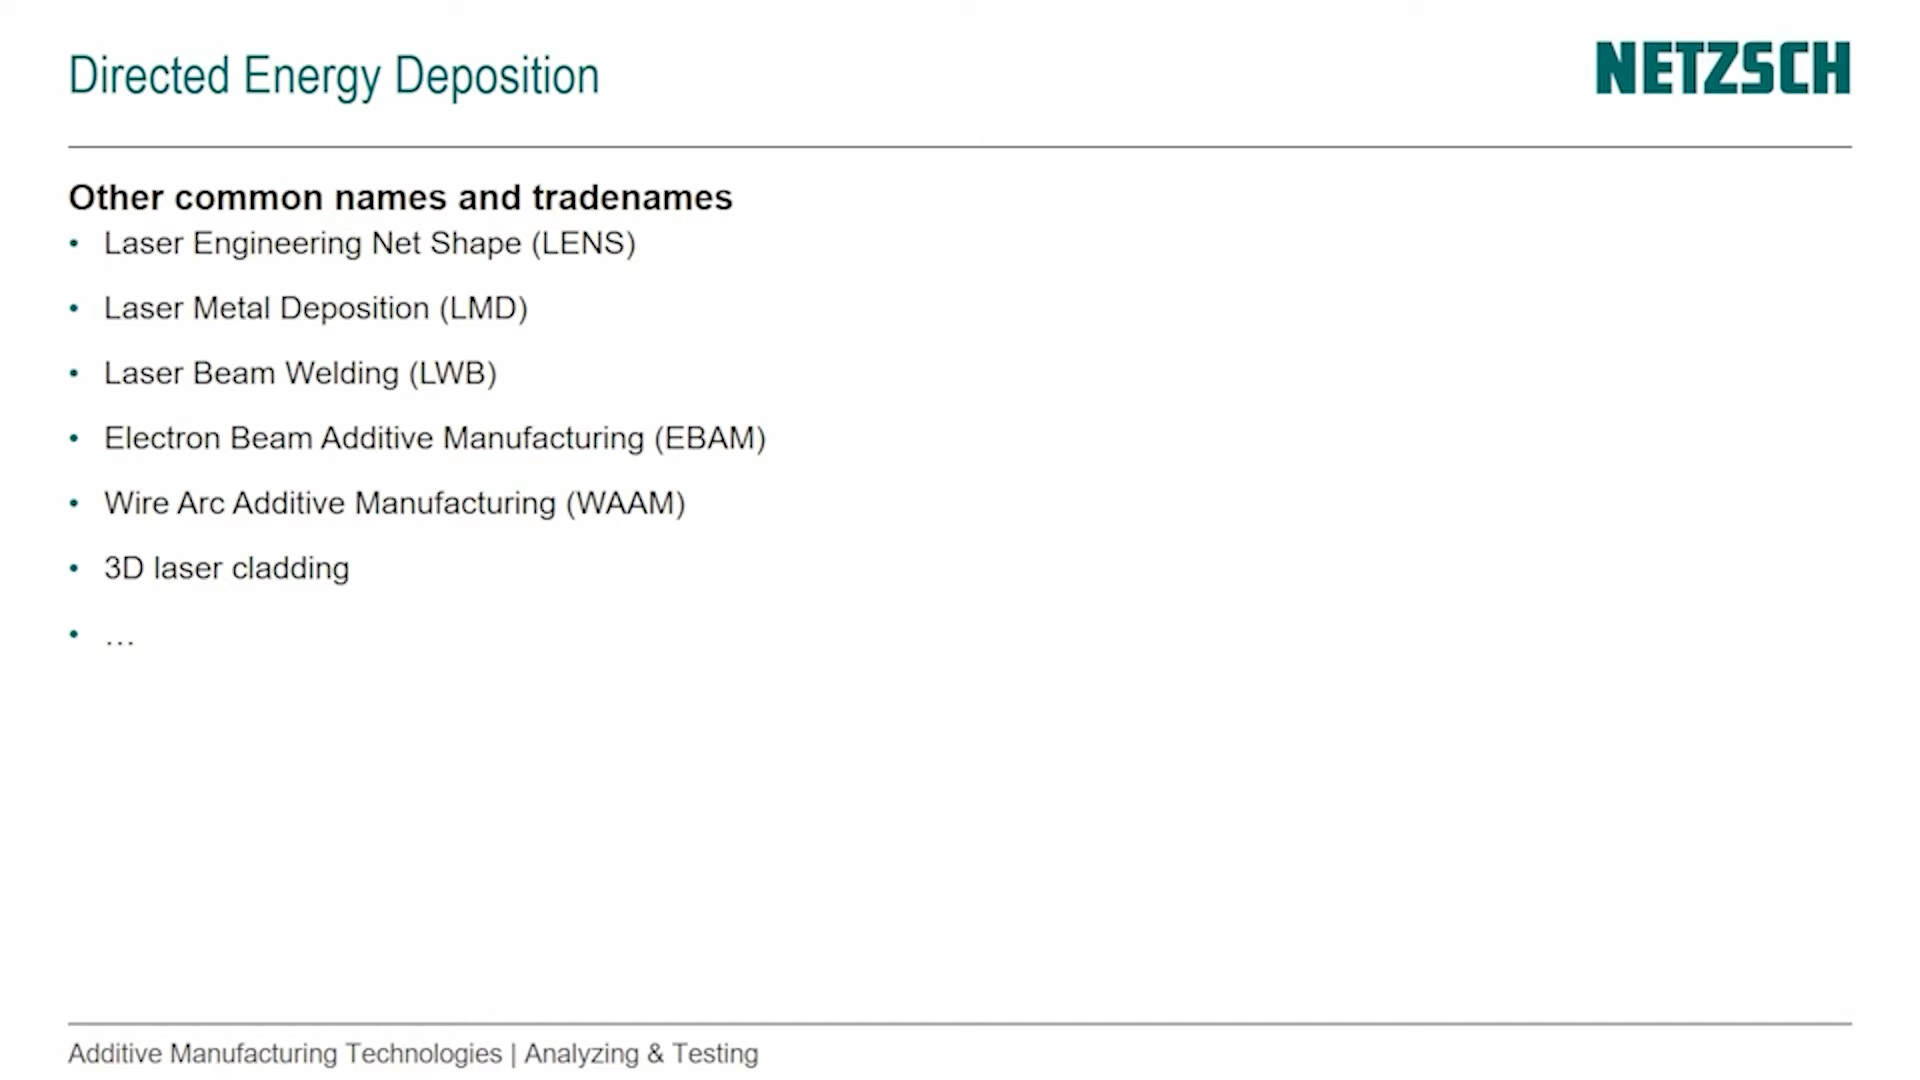 Directed Energy Deposition
NETZSCH
Other common names and tradenames
• Laser Engineering Net Shape (LENS)
• Laser Metal Deposition (LMD)
• Laser Beam Welding (LWB)
• Electron Beam Additive Manufacturing (EBAM)
• Wire Arc Additive Manufacturing (WAAM)
• 3D laser cladding
• …
Additive Manufacturing Technologies | Analyzing & Testing